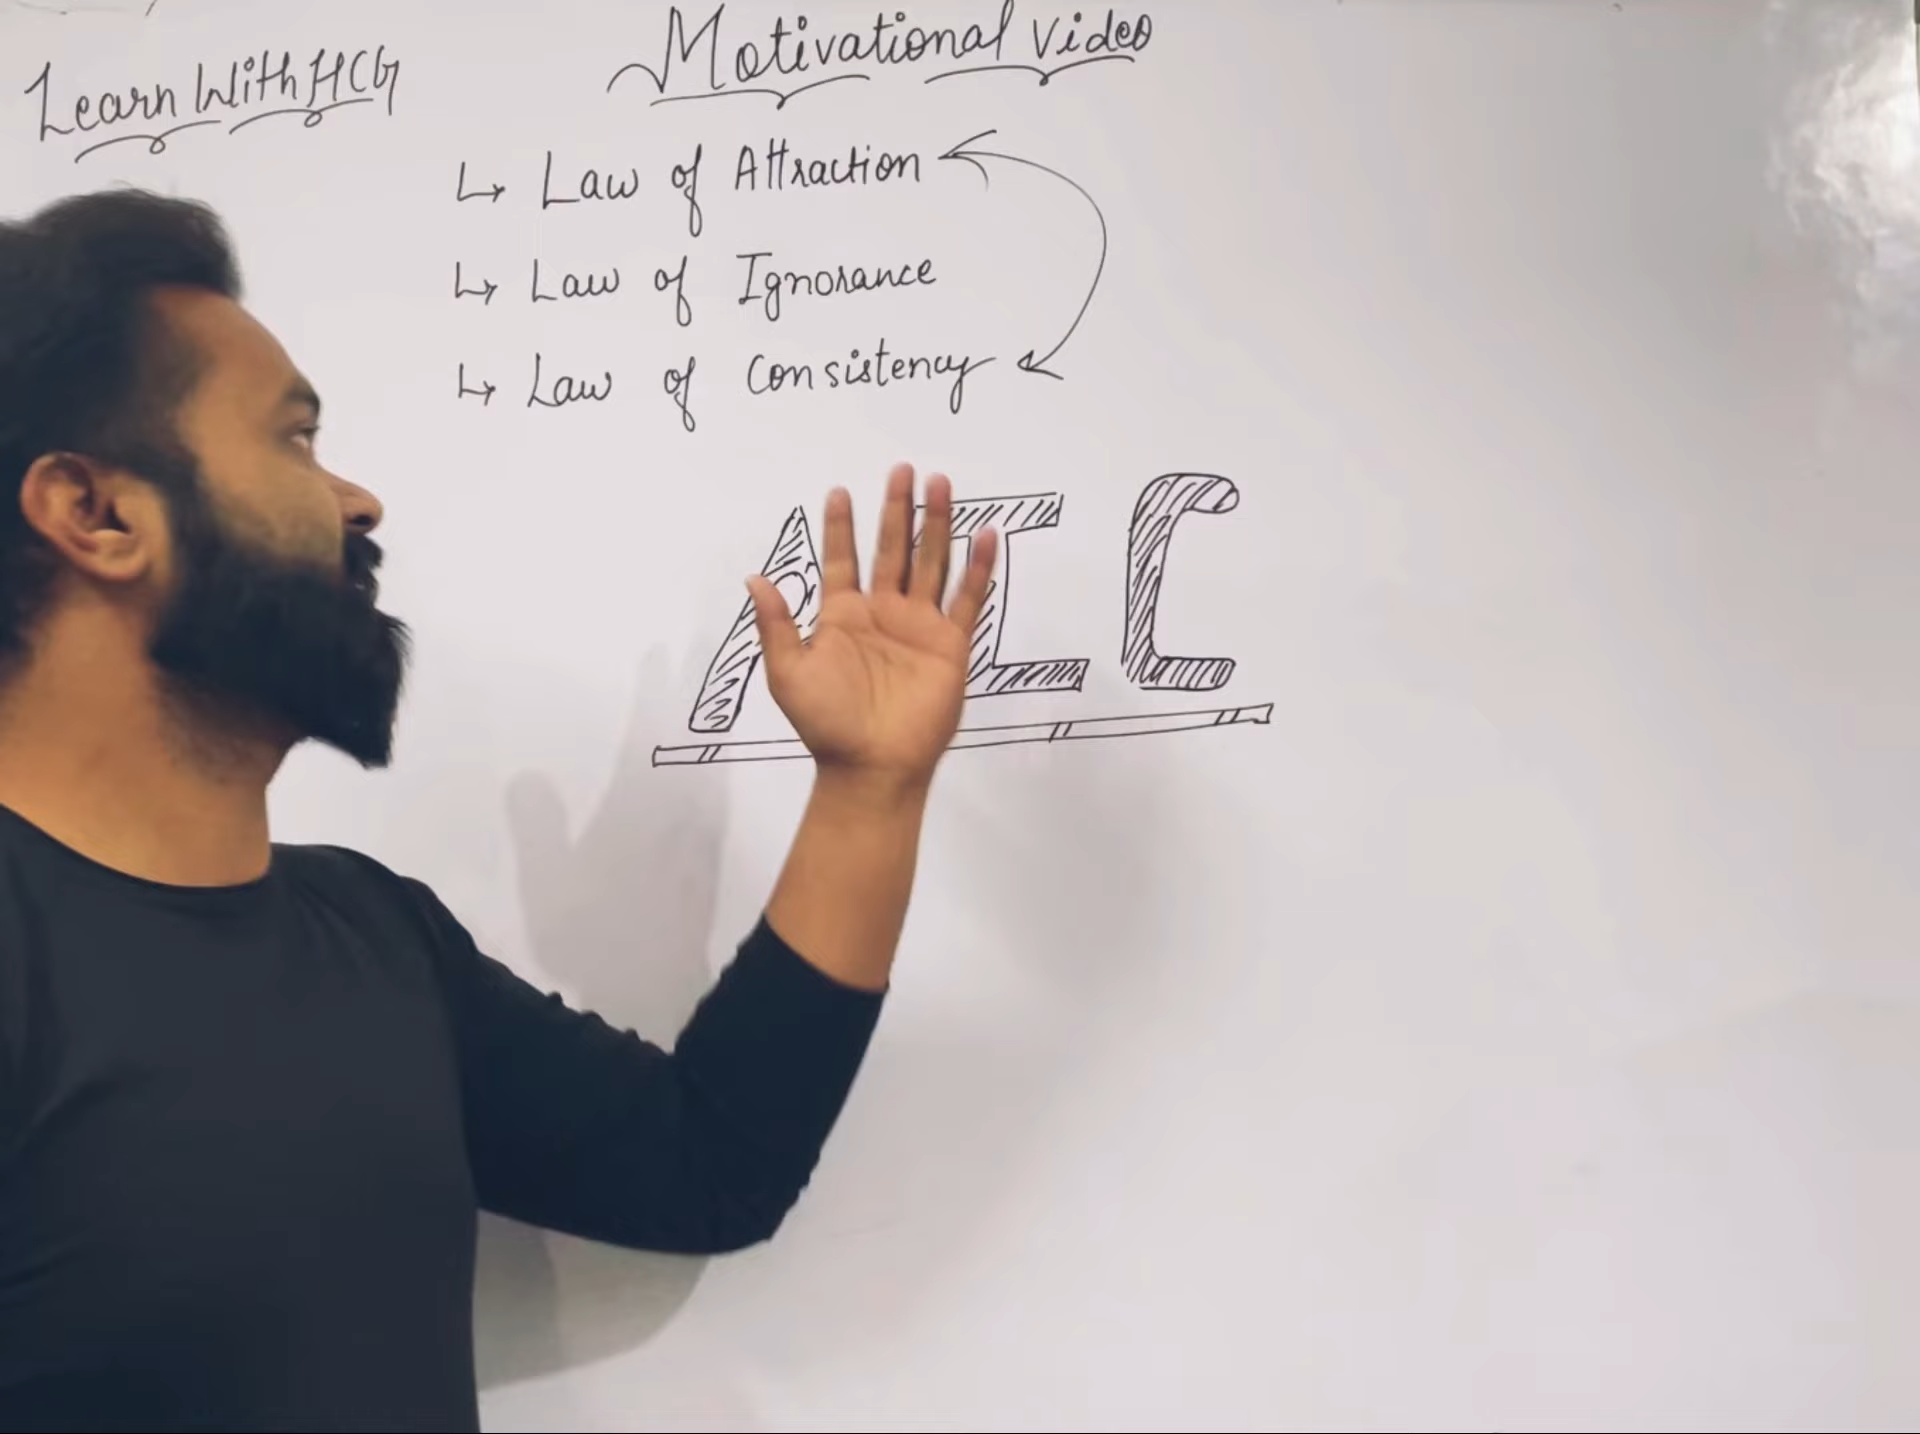 Learn With HCG
Motivational Video
↳ Law of Attraction
↳ Law of Ignorance
↳ Law of Consistency
A I C